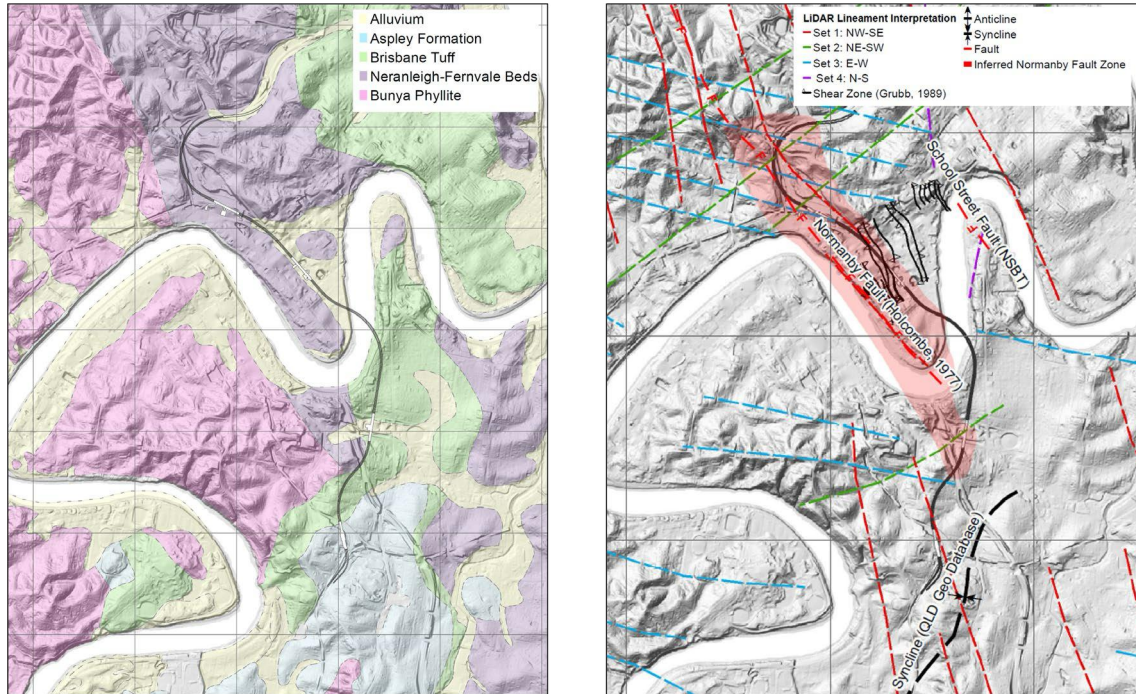 Alluvium
Aspley Formation
Brisbane Tuff
Neranleigh-Fernvale Beds
Bunya Phyllite
LiDAR Lineament Interpretation
Set 1: NW-SE
Set 2: NE-SW
Set 3: E-W
Set 4: N-S
Shear Zone (Grubb, 1989)
Anticline
Syncline
Fault
Inferred Normanby Fault Zone
School Street Fault (NSBT)
Normanby Fault (Holcombe, 1977)
Syncline (QLD Geo Database)
F
F
F
F